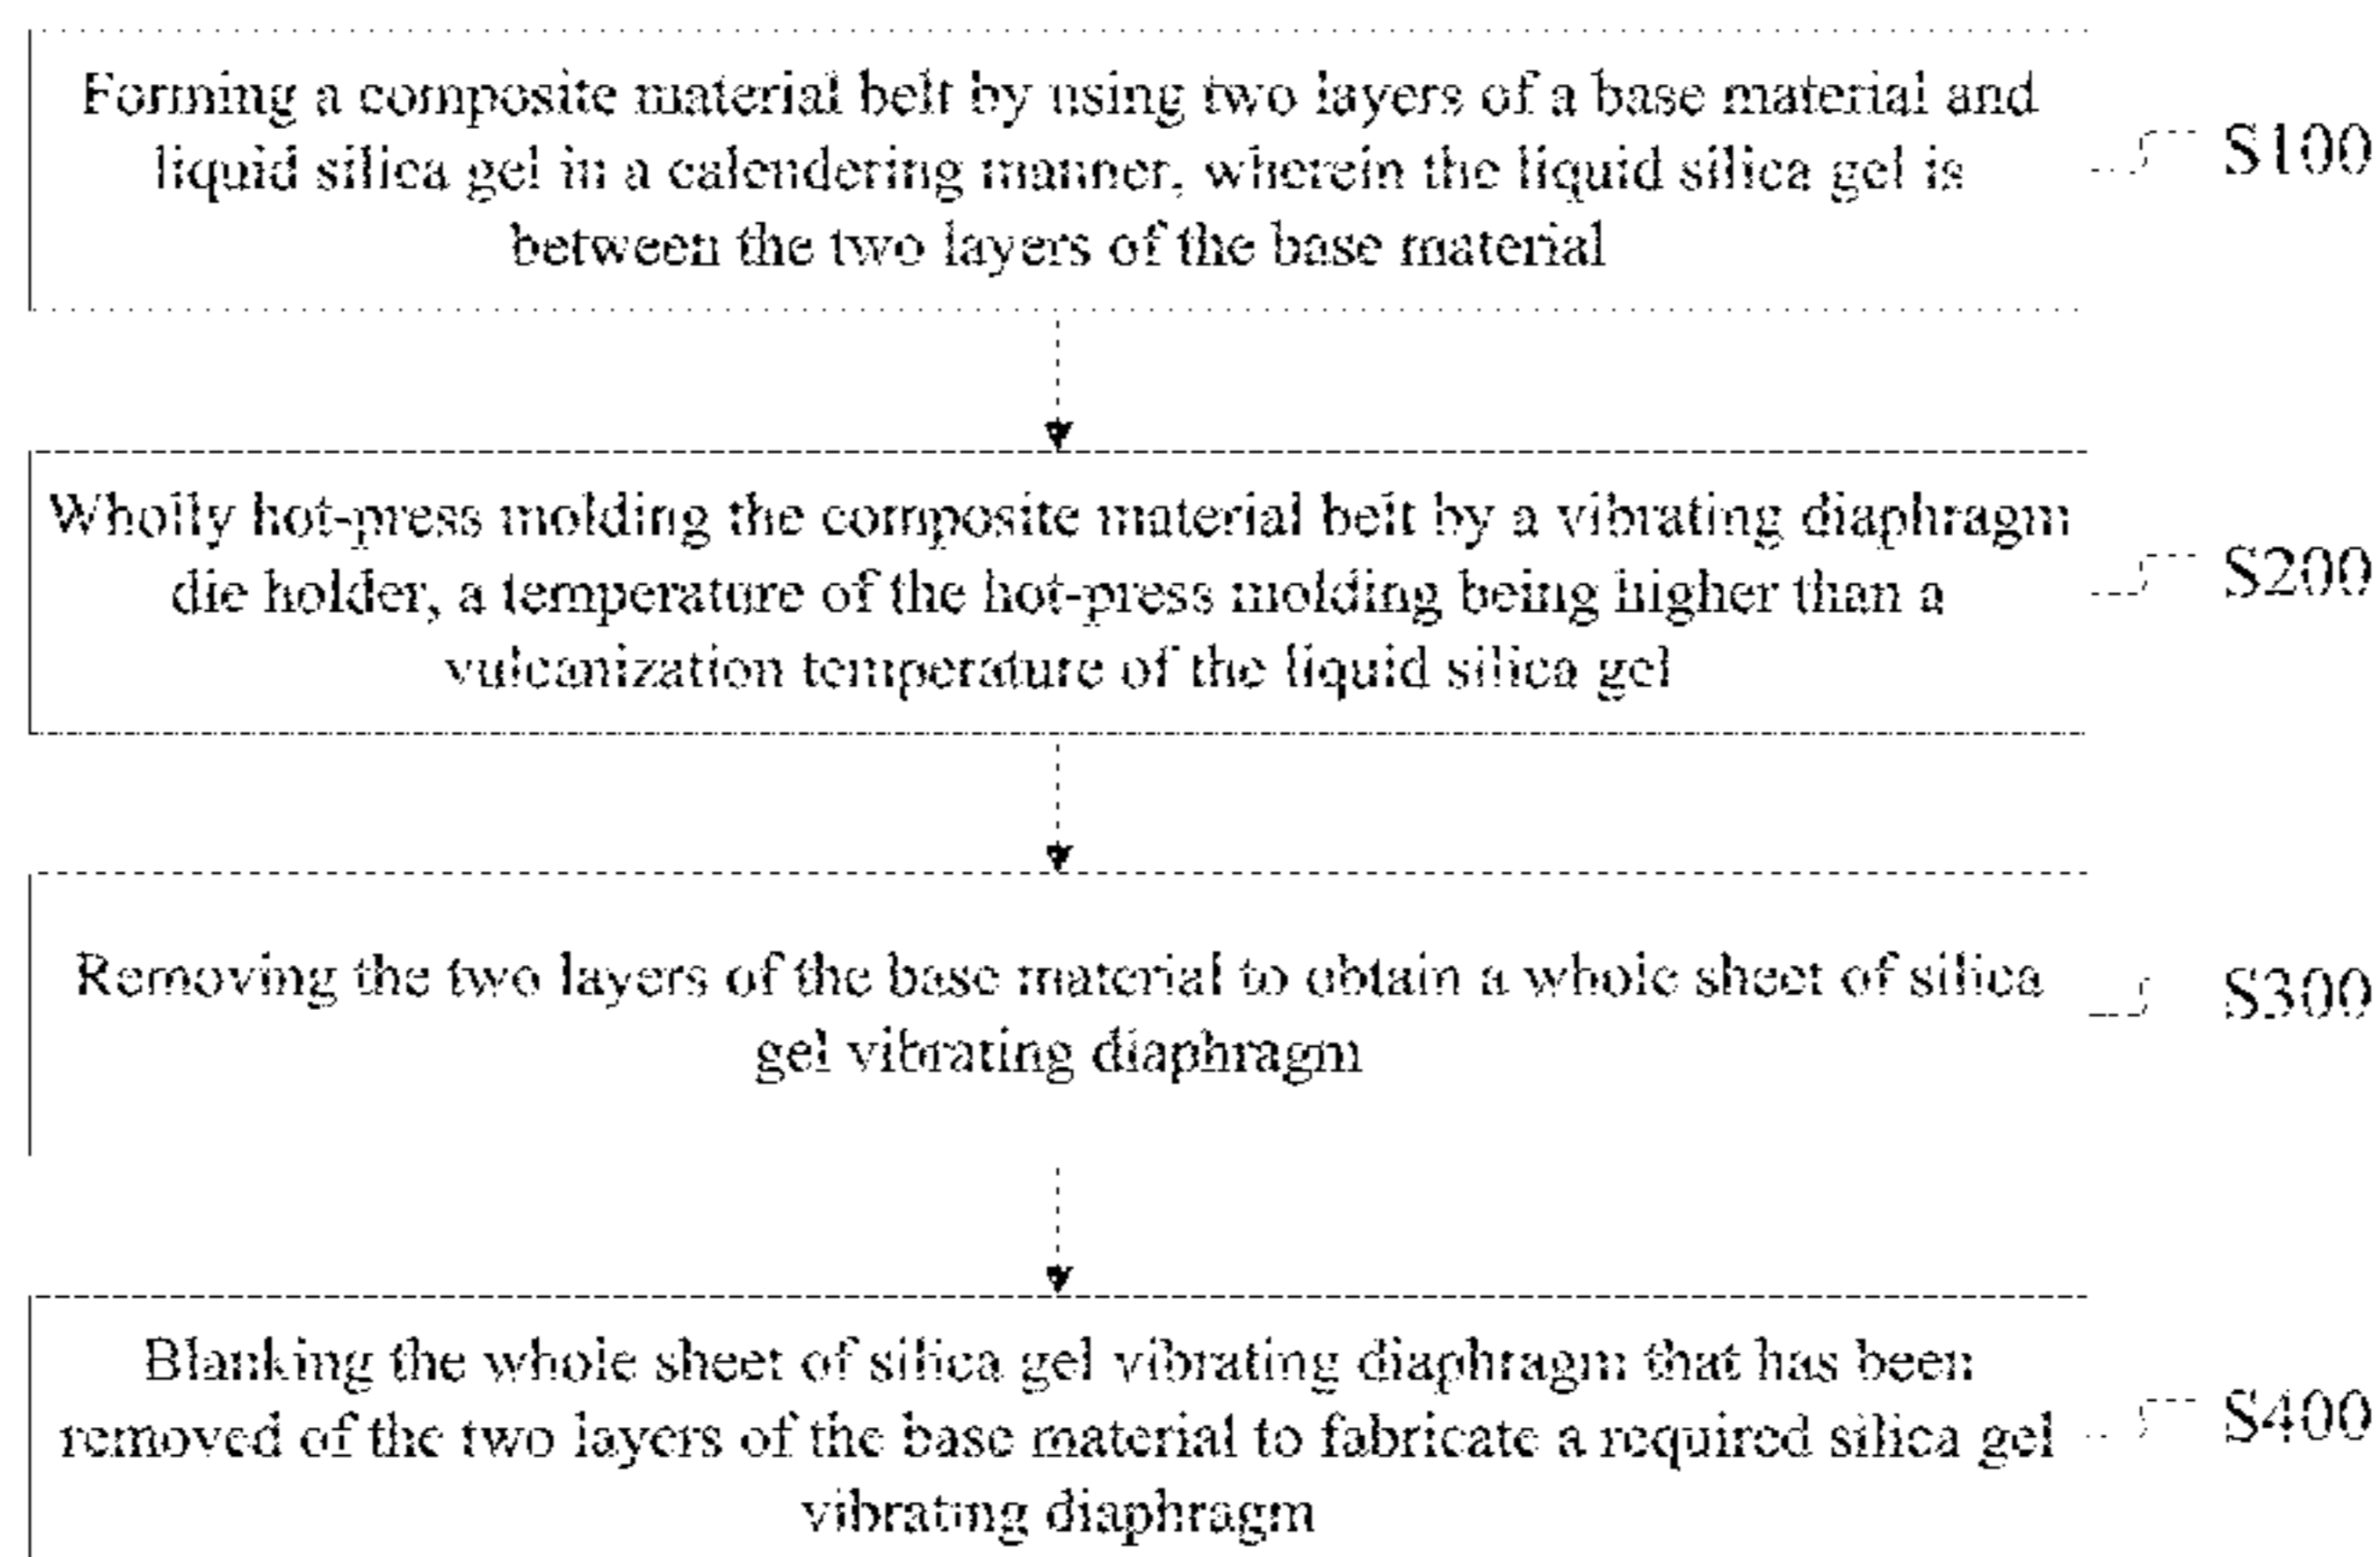 Forming a composite material belt by using two layers of a base material and
liquid silica gel in a calendering manner, wherein the liquid silica gel is
between the two layers of the base material
S100
Wholly hot-press molding the composite material belt by a vibrating diaphragm
die holder, a temperature of the hot-press molding being higher than a
vulcanization temperature of the liquid silica gel
S200
Removing the two layers of the base material to obtain a whole sheet of silica
gel vibrating diaphragm
S300
Blanking the whole sheet of silica gel vibrating diaphragm that has been
removed of the two layers of the base material to fabricate a required silica gel
vibrating diaphragm
S400